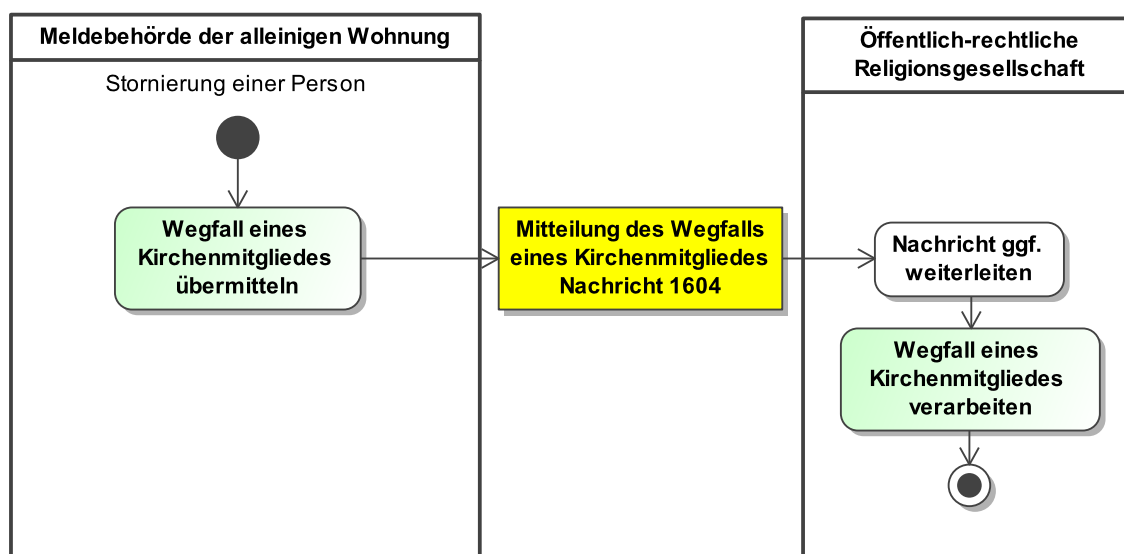 Meldebehörde der alleinigen Wohnung
Stornierung einer Person
Wegfall eines
Kirchenmitgliedes
übermitteln
Mitteilung des Wegfalls
eines Kirchenmitgliedes
Nachricht 1604
Öffentlich-rechtliche
Religionsgesellschaft
Nachricht ggf.
weiterleiten
Wegfall eines
Kirchenmitgliedes
verarbeiten